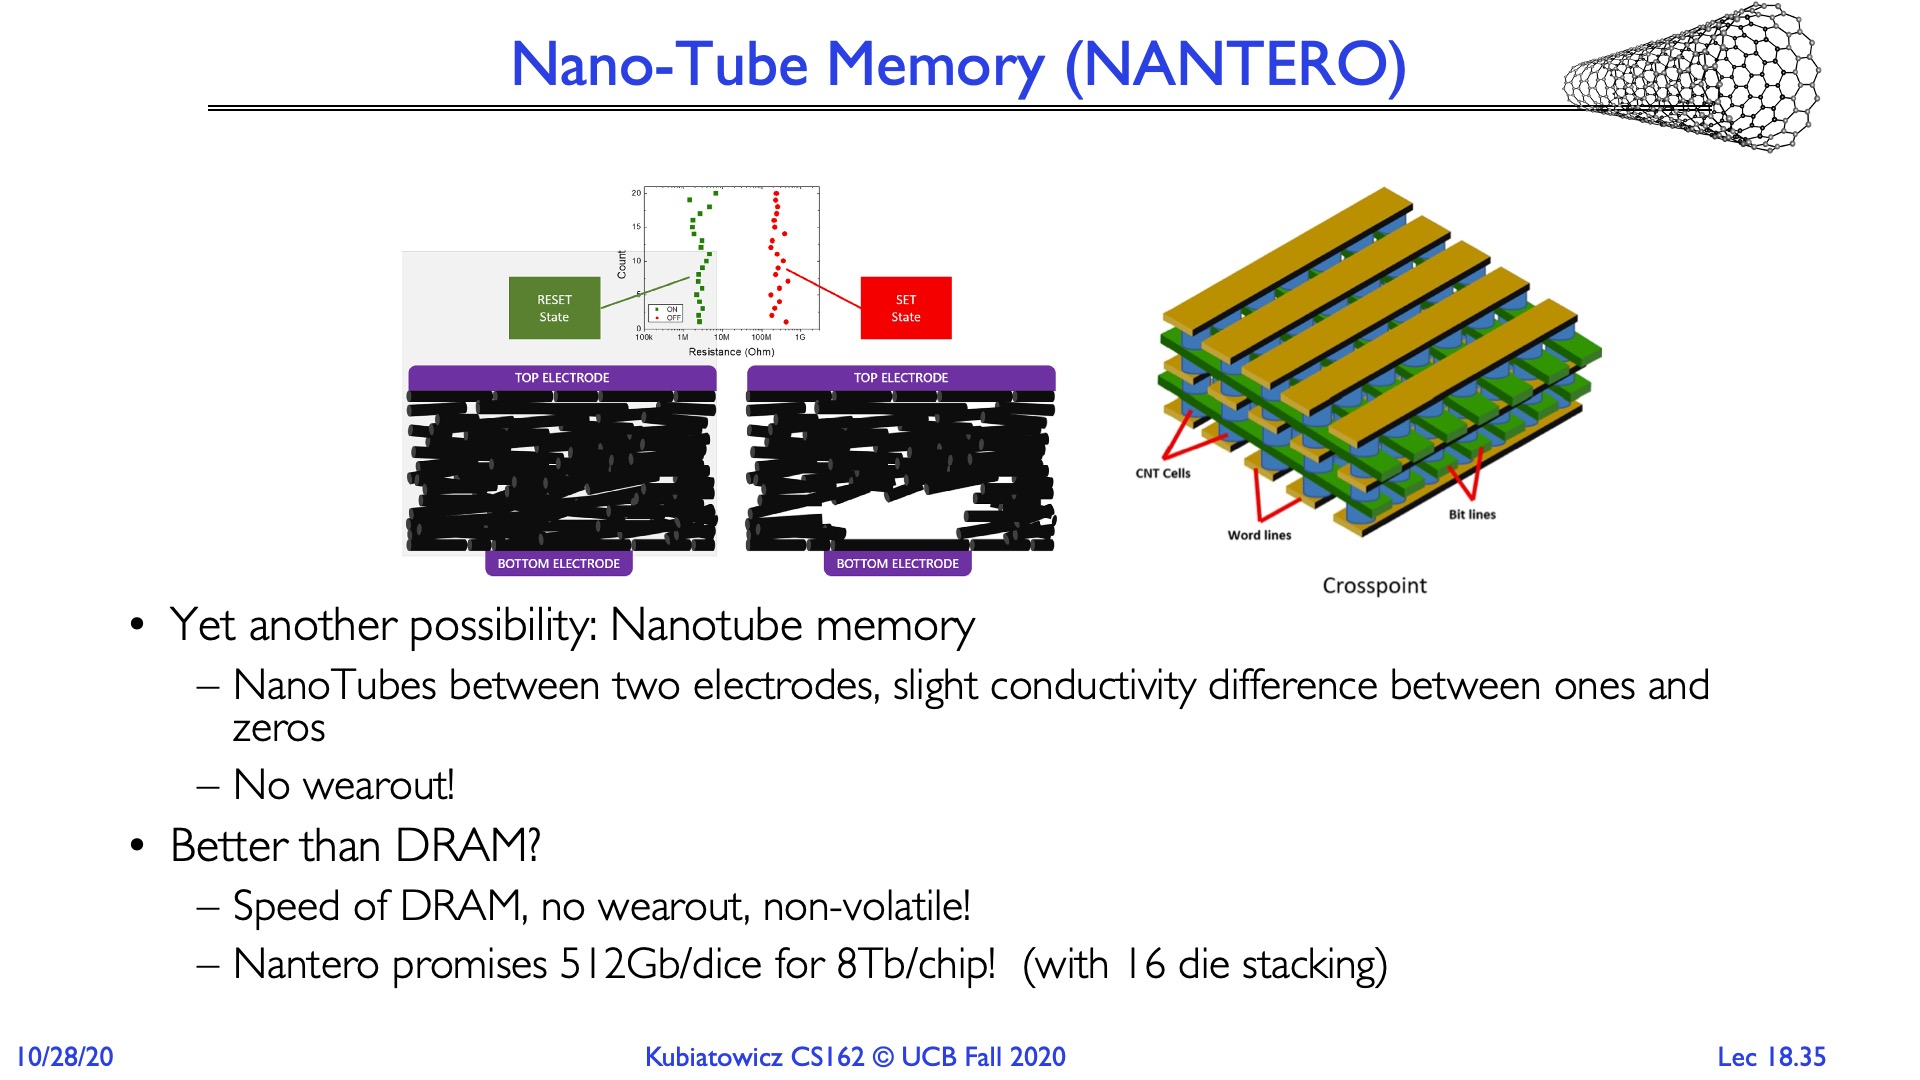 Nano-Tube Memory (NANTERO)
20
15
10
5
0
Count
ON
OFF
100k 1M 10M 100M 1G
Resistance (Ohm)
RESET
State
SET
State
TOP ELECTRODE
BOTTOM ELECTRODE
TOP ELECTRODE
BOTTOM ELECTRODE
CNT Cells
Word lines
Bit lines
Crosspoint
• Yet another possibility: Nanotube memory
– NanoTubes between two electrodes, slight conductivity difference between ones and
zeros
– No wearout!
• Better than DRAM?
– Speed of DRAM, no wearout, non-volatile!
– Nantero promises 512Gb/dice for 8Tb/chip! (with 16 die stacking)
10/28/20
Kubiatowicz CS162 © UCB Fall 2020
Lec 18.35